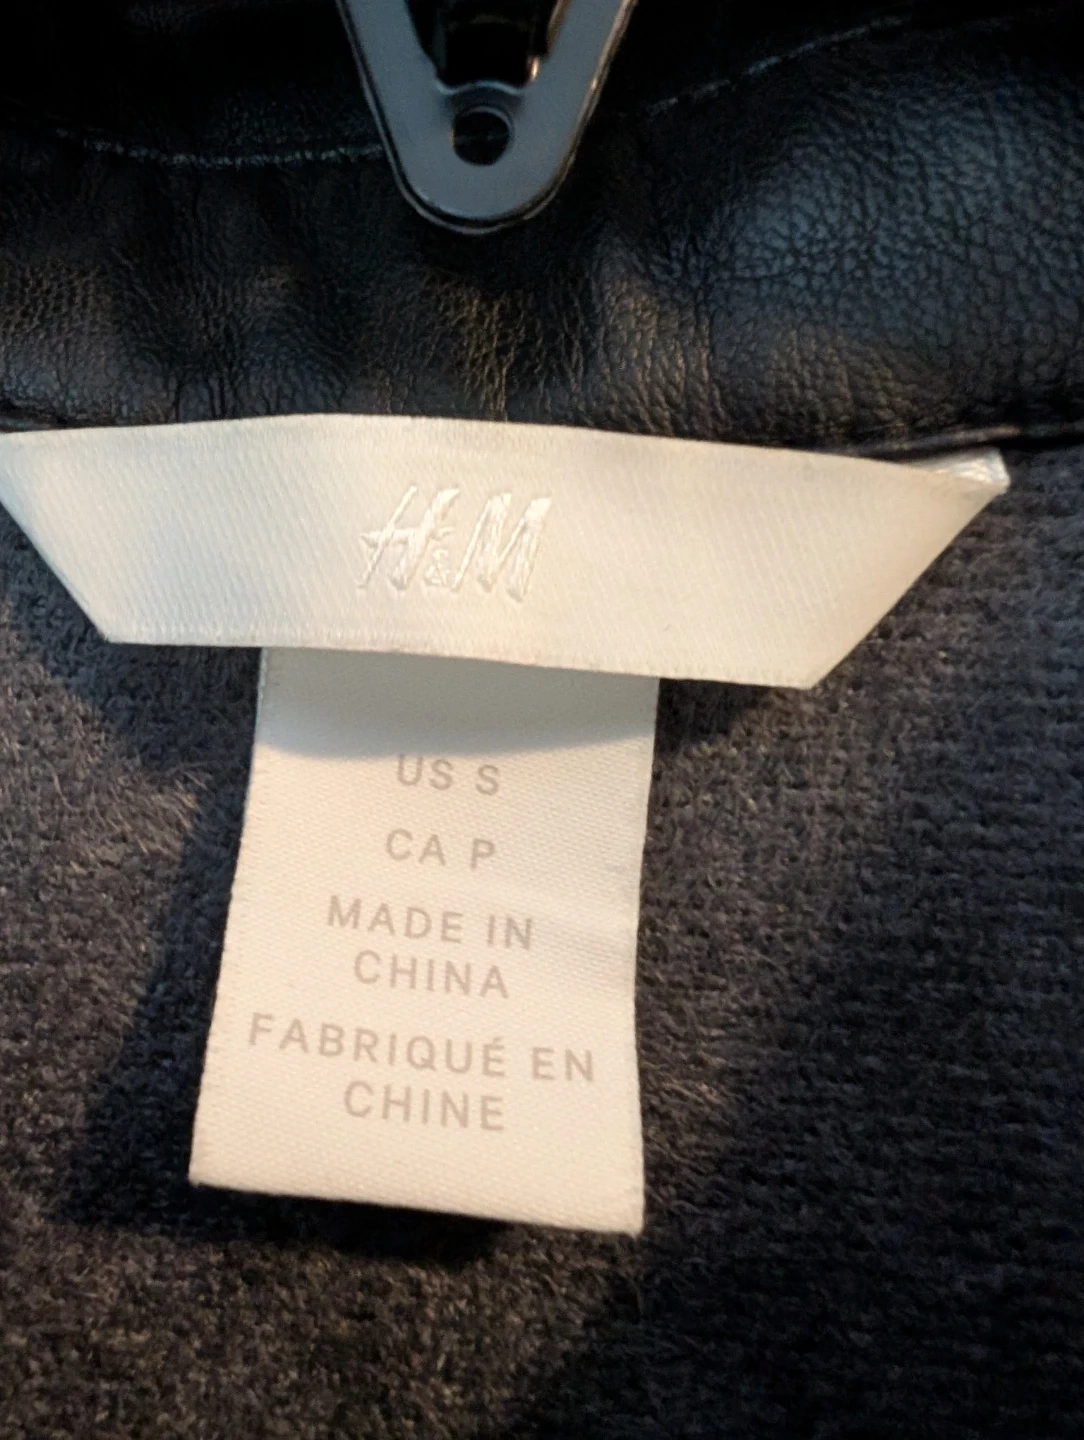 H&M
US S
CA P
MADE IN
CHINA
FABRIQUÉ EN
CHINE